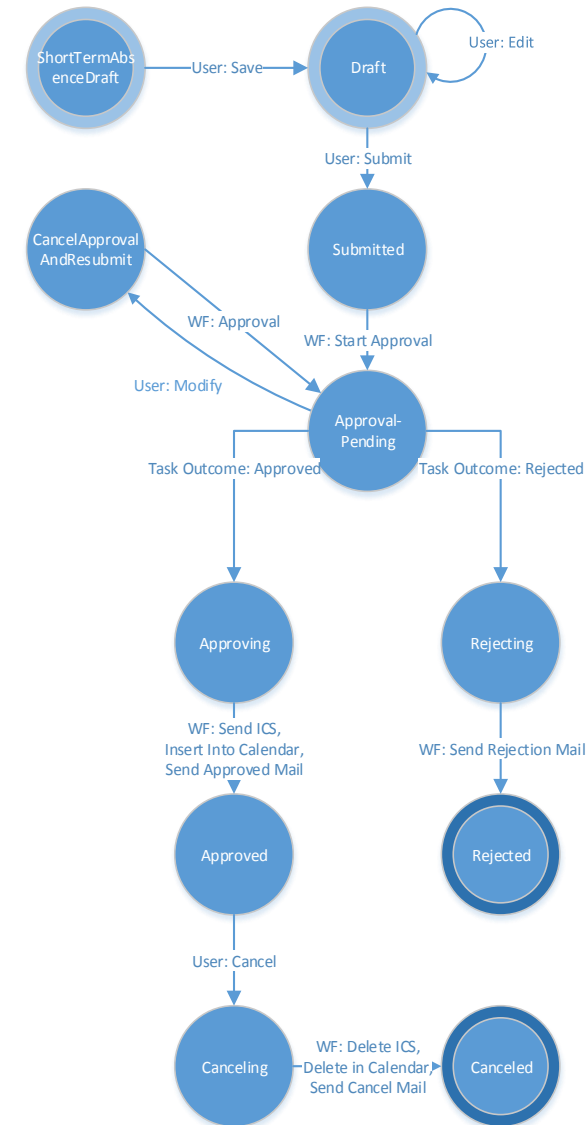 User: Edit
ShortTermAbs
enceDraft
User: Save
Draft
User: Submit
CancelApproval
AndResubmit
Submitted
WF: Approval
WF: Start Approval
User: Modify
Approval-
Pending
Task Outcome: Approved
Task Outcome: Rejected
Approving
Rejecting
WF: Send ICS,
Insert Into Calendar,
Send Approved Mail
WF: Send Rejection Mail
Approved
Rejected
User: Cancel
Canceling
WF: Delete ICS,
Delete in Calendar,
Send Cancel Mail
Canceled